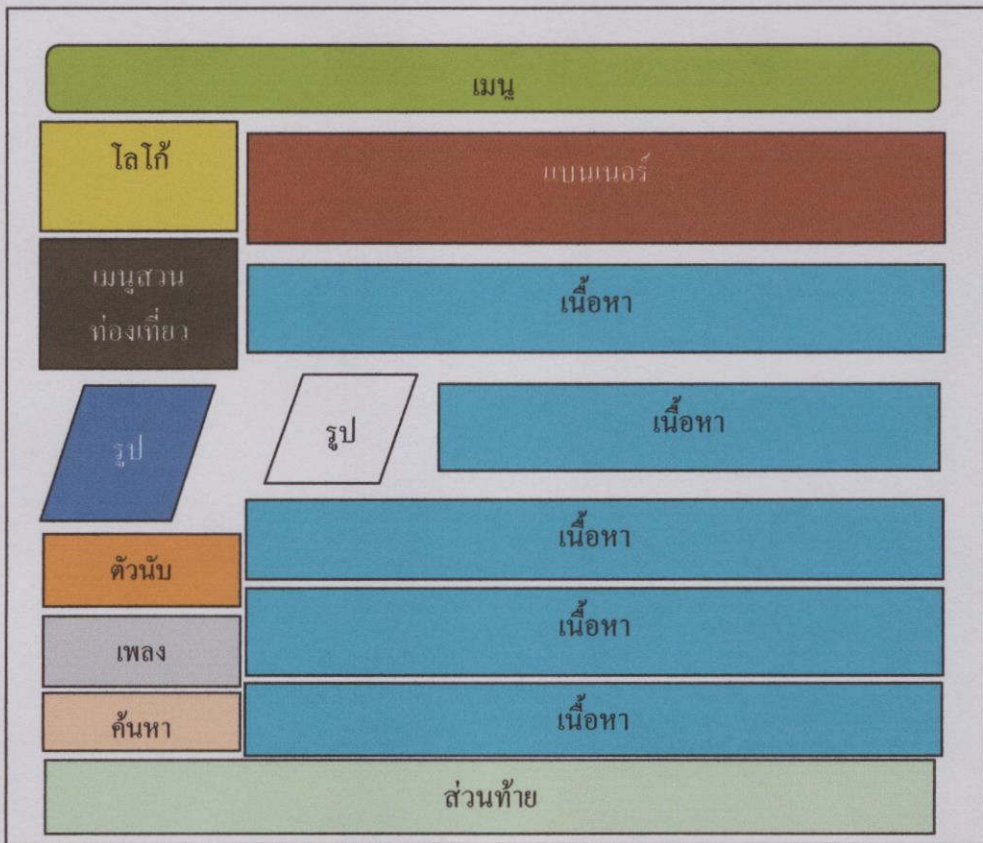 เมนู
โลโก้
แบนเนอร์
เมนูสวน
ท่องเที่ยว
เนื้อหา
รูป
รูป
เนื้อหา
เนื้อหา
ตัวนับ
เนื้อหา
เพลง
เนื้อหา
ค้นหา
ส่วนท้าย